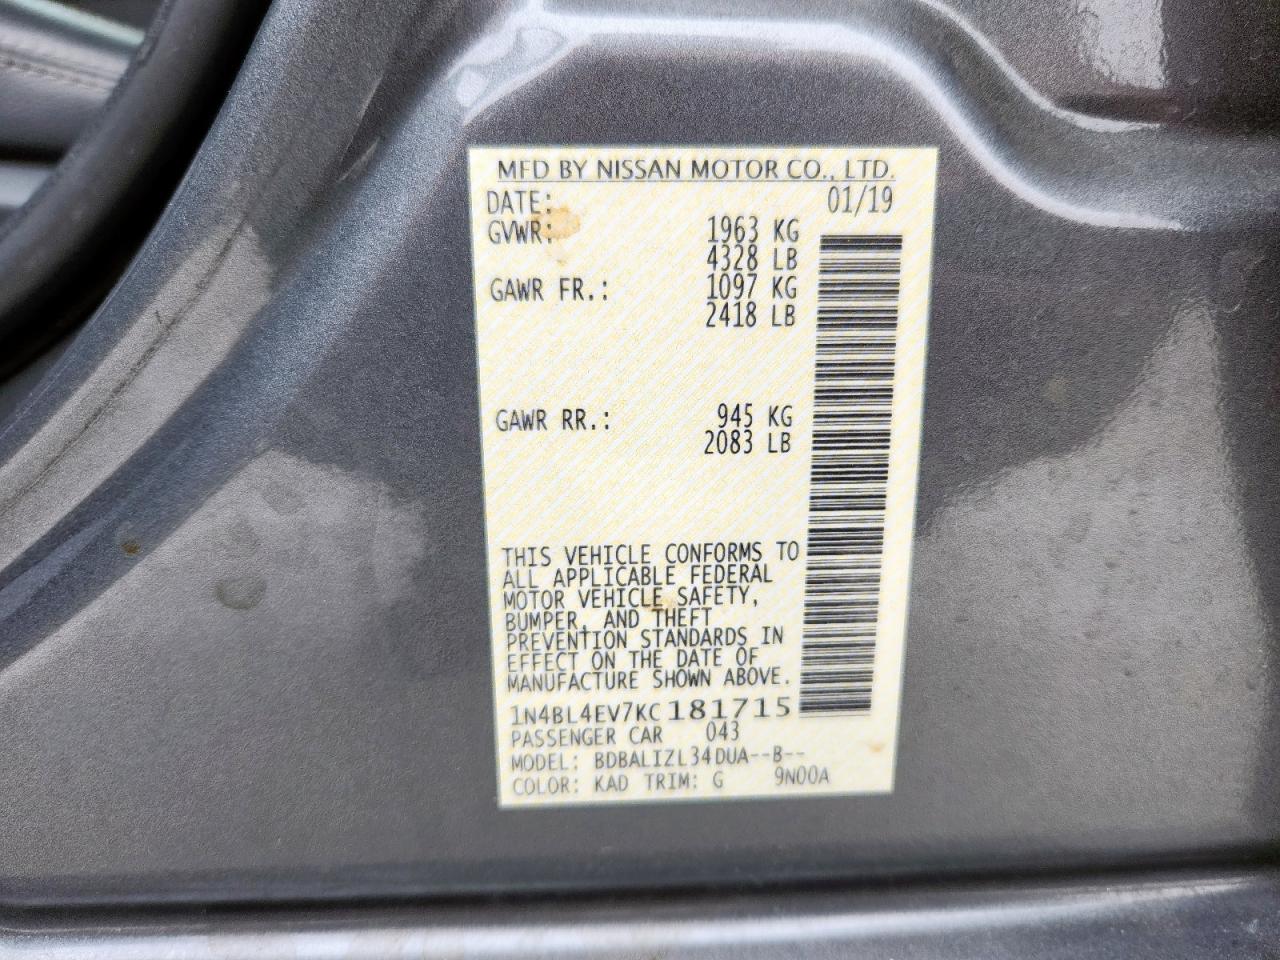 MFD BY NISSAN MOTOR CO., LTD.
DATE: 01/19
GVWR: 1963 KG
4328 LB
GAWR FR.: 1097 KG
2418 LB
GAWR RR.: 945 KG
2083 LB
THIS VEHICLE CONFORMS TO
ALL APPLICABLE FEDERAL
MOTOR VEHICLE SAFETY,
BUMPER, AND THEFT
PREVENTION STANDARDS IN
EFFECT ON THE DATE OF
MANUFACTURE SHOWN ABOVE.
1N4BL4EV7KC181715
PASSENGER CAR 043
MODEL: BDBALIZL34DUA--B--
COLOR: KAD TRIM: G 9N00A